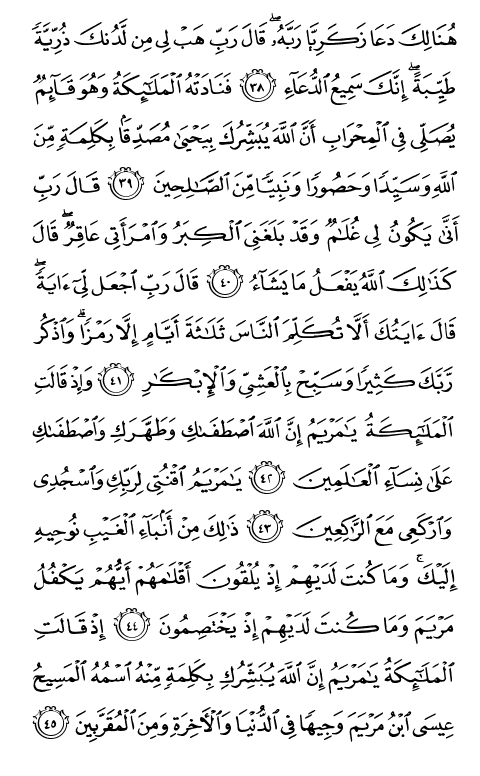 هُنَالِكَ دَعَا زَكَرِيَّا رَبَّهُۥۖ قَالَ رَبِّ هَبۡ لِي مِن لَّدُنكَ ذُرِّيَّةٗ
طَيِّبَةًۖ إِنَّكَ سَمِيعُ ٱلدُّعَآءِ ٣٨ فَنَادَتۡهُ ٱلۡمَلَٰٓئِكَةُ وَهُوَ قَآئِمٞ
يُصَلِّي فِي ٱلۡمِحۡرَابِ أَنَّ ٱللَّهَ يُبَشِّرُكَ بِيَحۡيَىٰ مُصَدِّقَۢا بِكَلِمَةٖ مِّنَ
ٱللَّهِ وَسَيِّدٗا وَحَصُورٗا وَنَبِيّٗا مِّنَ ٱلصَّٰلِحِينَ ٣٩ قَالَ رَبِّ
أَنَّىٰ يَكُونُ لِي غُلَٰمٞ وَقَدۡ بَلَغَنِيَ ٱلۡكِبَرُ وَٱمۡرَأَتِي عَاقِرٞۖ قَالَ
كَذَٰلِكَ ٱللَّهُ يَفۡعَلُ مَا يَشَآءُ ٤٠ قَالَ رَبِّ ٱجۡعَل لِّيٓ ءَايَةٗۖ
قَالَ ءَايَتُكَ أَلَّا تُكَلِّمَ ٱلنَّاسَ ثَلَٰثَةَ أَيَّامٍ إِلَّا رَمۡزٗاۗ وَٱذۡكُر
رَّبَّكَ كَثِيرٗا وَسَبِّحۡ بِٱلۡعَشِيِّ وَٱلۡإِبۡكَٰرِ ٤١ وَإِذۡ قَالَتِ
ٱلۡمَلَٰٓئِكَةُ يَٰمَرۡيَمُ إِنَّ ٱللَّهَ ٱصۡطَفَىٰكِ وَطَهَّرَكِ وَٱصۡطَفَىٰكِ
عَلَىٰ نِسَآءِ ٱلۡعَٰلَمِينَ ٤٢ يَٰمَرۡيَمُ ٱقۡنُتِي لِرَبِّكِ وَٱسۡجُدِي
وَٱرۡكَعِي مَعَ ٱلرَّٰكِعِينَ ٤٣ ذَٰلِكَ مِنۡ أَنۢبَآءِ ٱلۡغَيۡبِ نُوحِيهِ
إِلَيۡكَۚ وَمَا كُنتَ لَدَيۡهِمۡ إِذۡ يُلۡقُونَ أَقۡلَٰمَهُمۡ أَيُّهُمۡ يَكۡفُلُ
مَرۡيَمَ وَمَا كُنتَ لَدَيۡهِمۡ إِذۡ يَخۡتَصِمُونَ ٤٤ إِذۡ قَالَتِ
ٱلۡمَلَٰٓئِكَةُ يَٰمَرۡيَمُ إِنَّ ٱللَّهَ يُبَشِّرُكِ بِكَلِمَةٖ مِّنۡهُ ٱسۡمُهُ ٱلۡمَسِيحُ
عِيسَى ٱبۡنُ مَرۡيَمَ وَجِيهٗا فِي ٱلدُّنۡيَا وَٱلۡأٓخِرَةِ وَمِنَ ٱلۡمُقَرَّبِينَ ٤٥